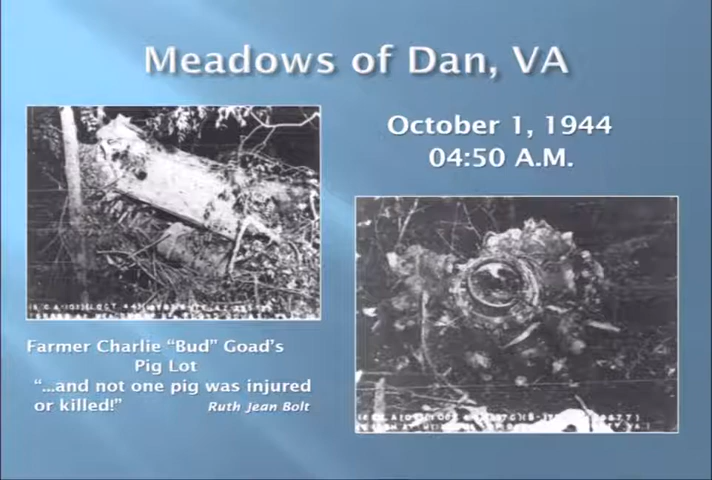 Meadows of Dan, VA
October 1, 1944
04:50 A.M.
Farmer Charlie “Bud” Goad’s
Pig Lot
“...and not one pig was injured
or killed!” Ruth Jean Bolt